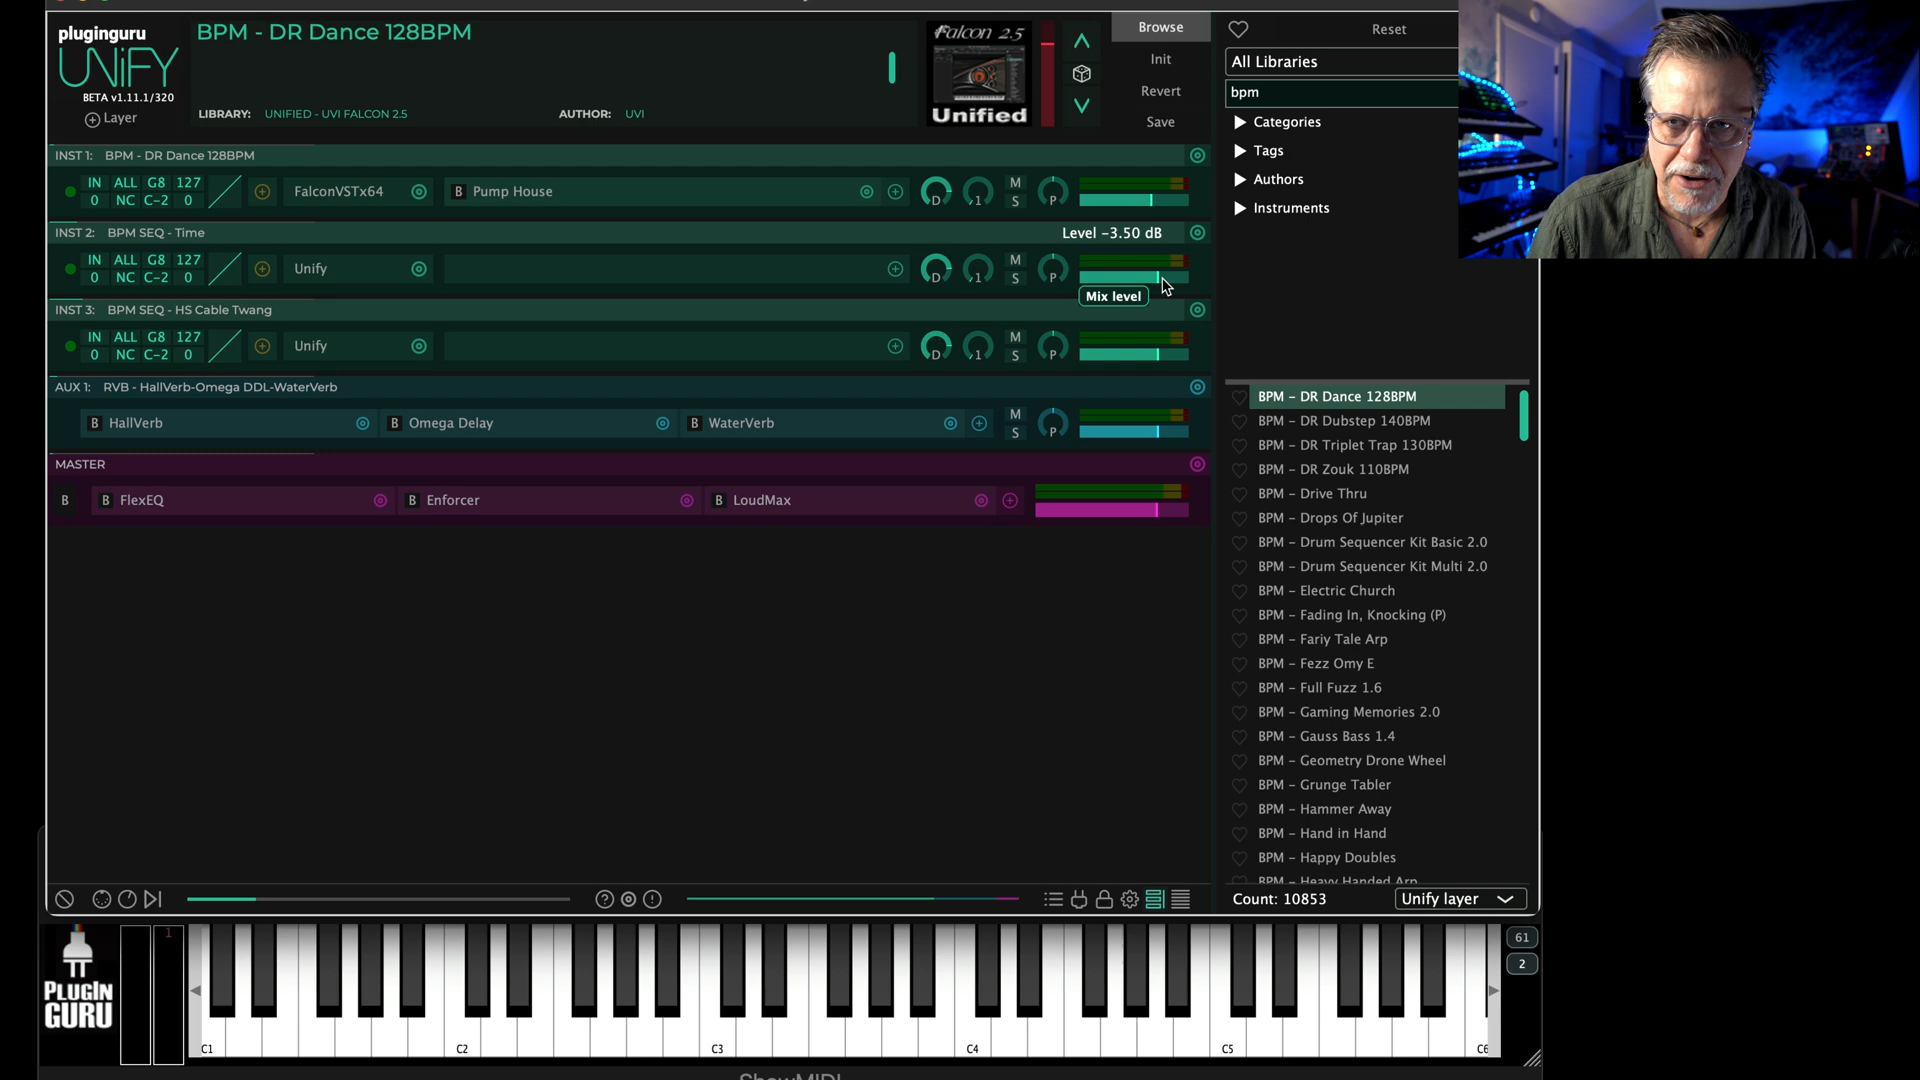 pluginguru
UNIFY
BETA v1.11.1/320
Layer
BPM - DR Dance 128BPM
LIBRARY: UNIFIED - UVI FALCON 2.5
AUTHOR: UVI
Falcon 2.5
Unified
Browse
Init
Revert
Save
Reset
All Libraries
bpm
Categories
Tags
Authors
Instruments
INST 1: BPM - DR Dance 128BPM
IN ALL G8 127
0 NC C-2 0
FalconVSTx64
B Pump House
D 1 M S P
INST 2: BPM SEQ - Time
Level -3.50 dB
IN ALL G8 127
0 NC C-2 0
Unify
D 1 M S P
Mix level
INST 3: BPM SEQ - HS Cable Twang
IN ALL G8 127
0 NC C-2 0
Unify
D 1 M S P
AUX 1: RVB - HallVerb-Omega DDL-WaterVerb
B HallVerb
B Omega Delay
B WaterVerb
M S P
MASTER
B
B FlexEQ
B Enforcer
B LoudMax
BPM – DR Dance 128BPM
BPM – DR Dubstep 140BPM
BPM – DR Triplet Trap 130BPM
BPM – DR Zouk 110BPM
BPM – Drive Thru
BPM – Drops Of Jupiter
BPM – Drum Sequencer Kit Basic 2.0
BPM – Drum Sequencer Kit Multi 2.0
BPM – Electric Church
BPM – Fading In, Knocking (P)
BPM – Fariy Tale Arp
BPM – Fezz Omy E
BPM – Full Fuzz 1.6
BPM – Gaming Memories 2.0
BPM – Gauss Bass 1.4
BPM – Geometry Drone Wheel
BPM – Grunge Tabler
BPM – Hammer Away
BPM – Hand in Hand
BPM – Happy Doubles
BPM – Heavy Handed Arp
Count: 10853
Unify layer
PLUGIN
GURU
1
C1
C2
C3
C4
C5
C6
61
2
ShowMIDI